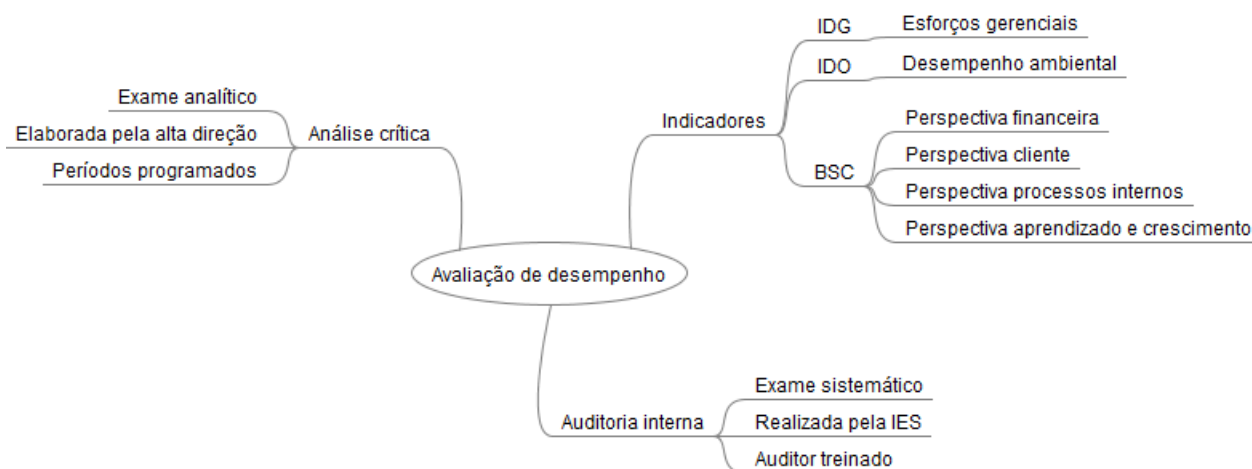 IDG
Esforços gerenciais
IDO
Desempenho ambiental
Indicadores
BSC
Perspectiva financeira
Perspectiva cliente
Perspectiva processos internos
Perspectiva aprendizado e crescimento
Exame analítico
Elaborada pela alta direção
Períodos programados
Análise crítica
Avaliação de desempenho
Auditoria interna
Exame sistemático
Realizada pela IES
Auditor treinado